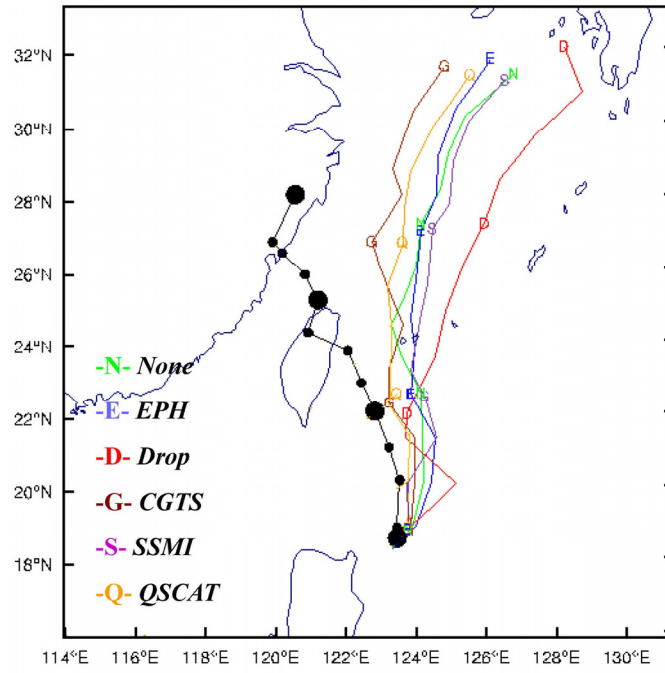 32°N
30°N
28°N
26°N
24°N
22°N
20°N
18°N
G
Q
E
N
S
D
G
Q
N
E
S
D
G
Q
E
N
S
D
E
-N- None
-E- EPH
-D- Drop
-G- CGTS
-S- SSMI
-Q- QSCAT
114°E 116°E 118°E 120°E 122°E 124°E 126°E 128°E 130°E